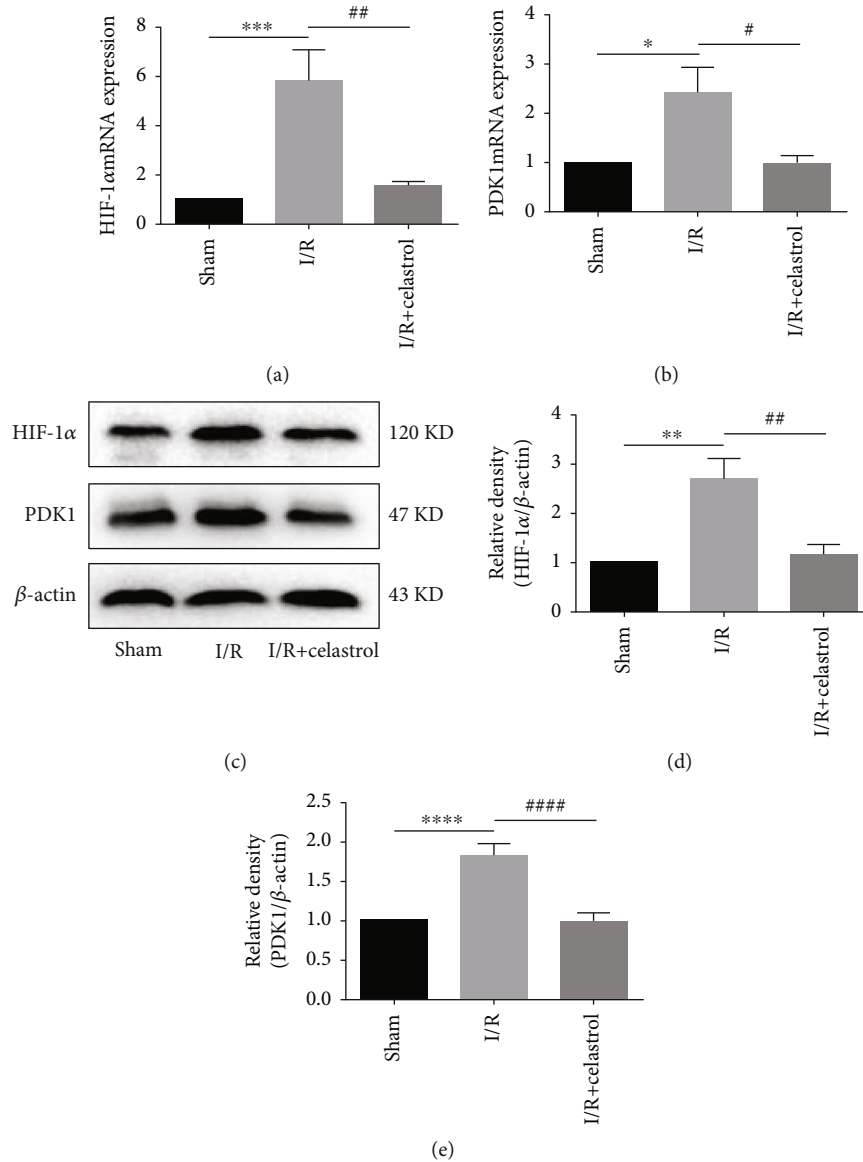 HIF-1αmRNA expression
8
6
4
2
0
***
##
Sham
I/R
I/R+celastrol
(a)
PDK1mRNA expression
4
3
2
1
0
*
#
Sham
I/R
I/R+celastrol
(b)
HIF-1α
120 KD
PDK1
47 KD
β-actin
43 KD
Sham
I/R
I/R+celastrol
(c)
Relative density
(HIF-1α/β-actin)
4
3
2
1
0
**
##
Sham
I/R
I/R+celastrol
(d)
Relative density
(PDK1/β-actin)
2.5
2.0
1.5
1.0
0.5
0.0
****
####
Sham
I/R
I/R+celastrol
(e)